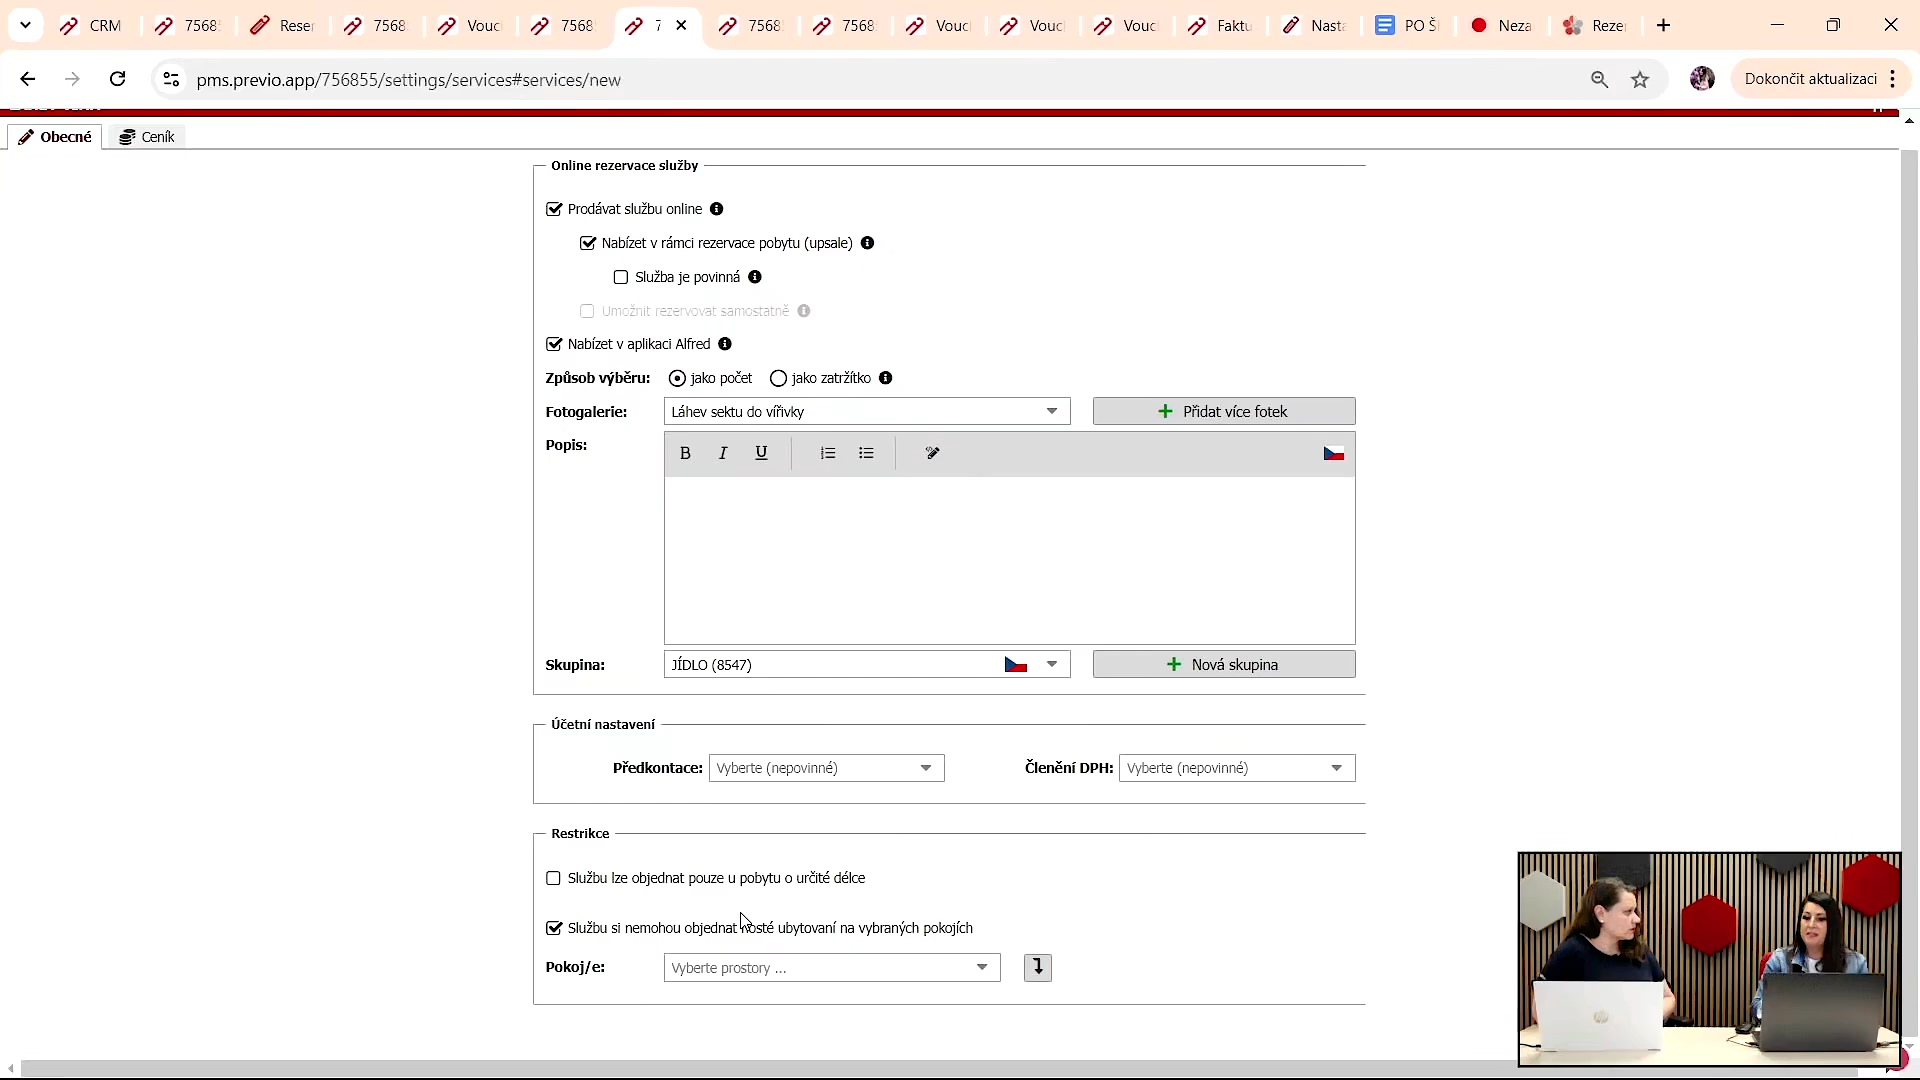 CRM
7568
Reser
7568
Vouc
7568
7
7568
7568
Vouc
Vouc
Vouc
Faktu
Nasta
PO Š
Neza
Rezer
pms.previo.app/756855/settings/services#services/new
Dokončit aktualizaci
Obecné
Ceník
Online rezervace služby
Prodávat službu online
Nabízet v rámci rezervace pobytu (upsale)
Služba je povinná
Umožnit rezervovat samostatně
Nabízet v aplikaci Alfred
Způsob výběru: jako počet jako zatržítko
Fotogalerie: Láhev sektu do vířivky Přidat více fotek
Popis: B I U
Skupina: JÍDLO (8547) Nová skupina
Účetní nastavení
Předkontace: Vyberte (nepovinné) Členění DPH: Vyberte (nepovinné)
Restrikce
Službu lze objednat pouze u pobytu o určité délce
Službu si nemohou objednat hosté ubytovaní na vybraných pokojích
Pokoj/e: Vyberte prostory ...